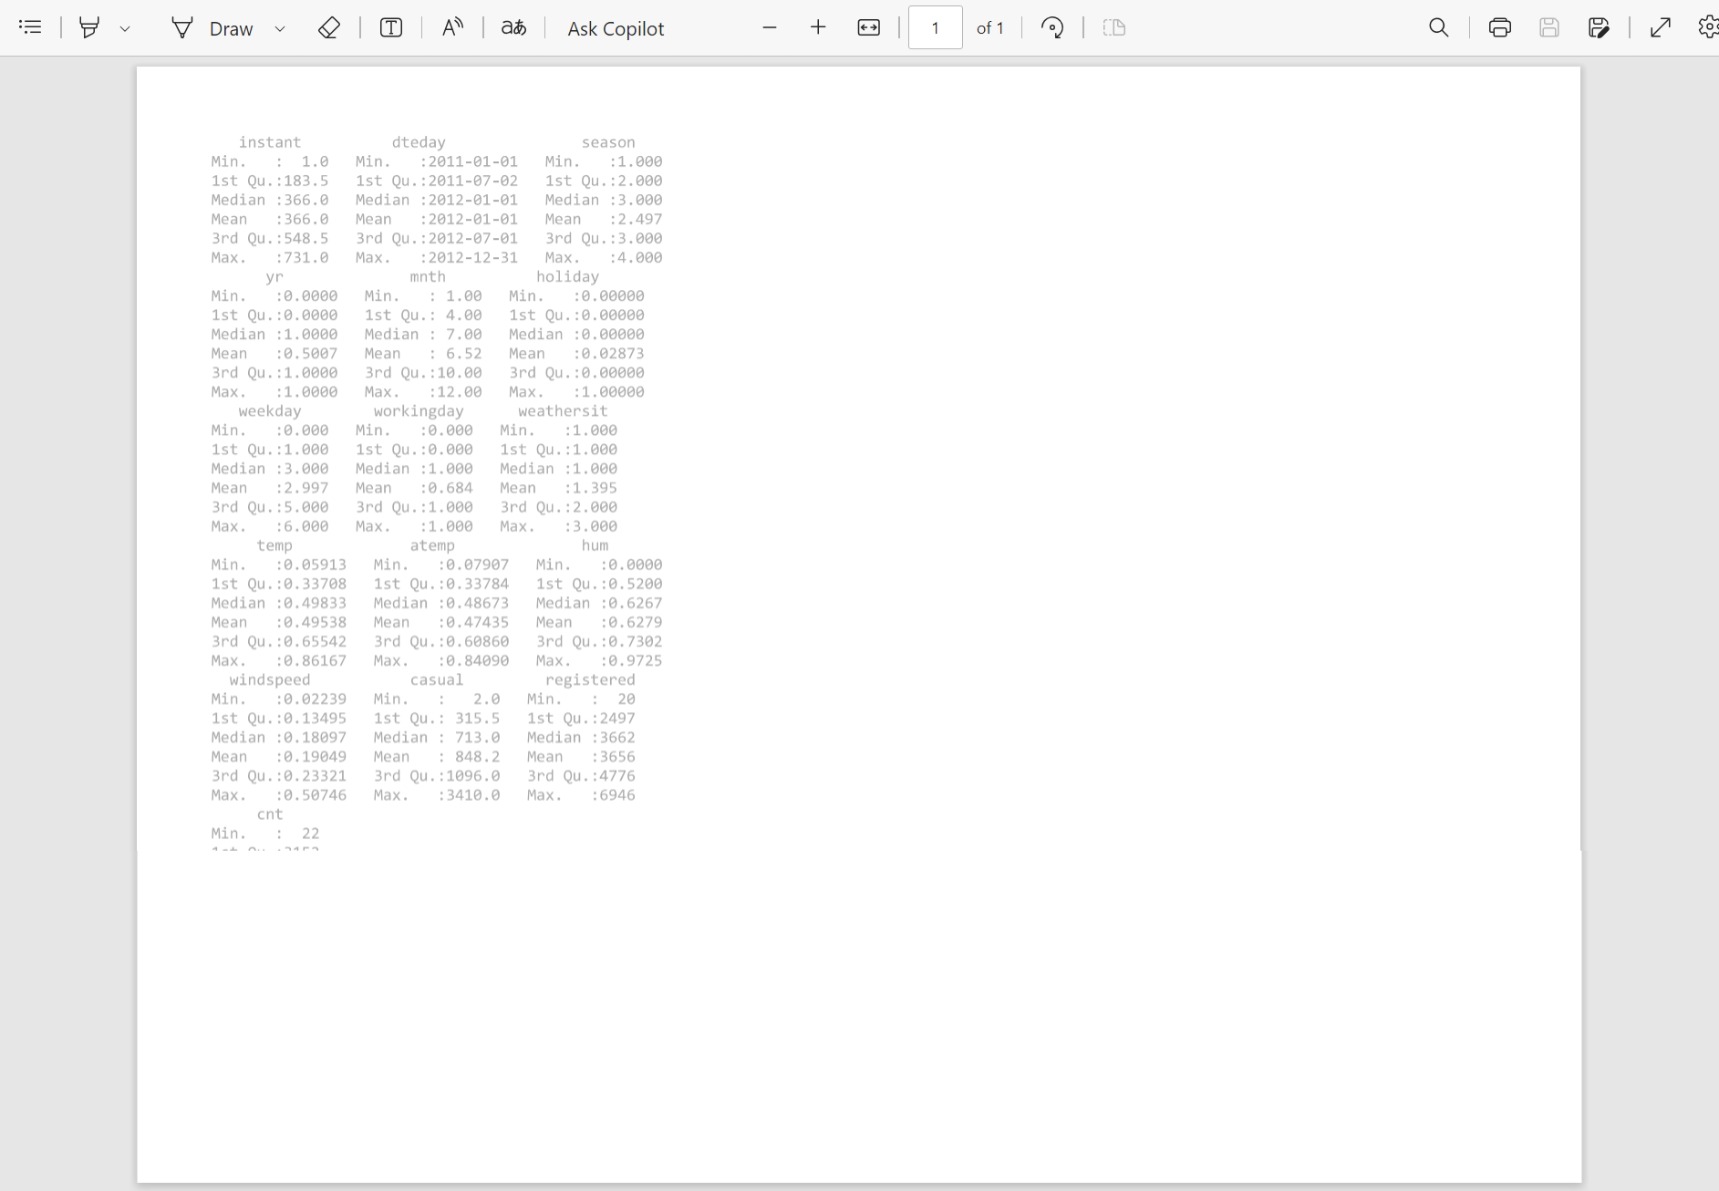 Draw Ask Copilot 1 of 1
instant dteday season
Min. : 1.0 Min. :2011-01-01 Min. :1.000
1st Qu.:183.5 1st Qu.:2011-07-02 1st Qu.:2.000
Median :366.0 Median :2012-01-01 Median :3.000
Mean :366.0 Mean :2012-01-01 Mean :2.497
3rd Qu.:548.5 3rd Qu.:2012-07-01 3rd Qu.:3.000
Max. :731.0 Max. :2012-12-31 Max. :4.000
yr mnth holiday
Min. :0.0000 Min. : 1.00 Min. :0.00000
1st Qu.:0.0000 1st Qu.: 4.00 1st Qu.:0.00000
Median :1.0000 Median : 7.00 Median :0.00000
Mean :0.5007 Mean : 6.52 Mean :0.02873
3rd Qu.:1.0000 3rd Qu.:10.00 3rd Qu.:0.00000
Max. :1.0000 Max. :12.00 Max. :1.00000
weekday workingday weathersit
Min. :0.000 Min. :0.000 Min. :1.000
1st Qu.:1.000 1st Qu.:0.000 1st Qu.:1.000
Median :3.000 Median :1.000 Median :1.000
Mean :2.997 Mean :0.684 Mean :1.395
3rd Qu.:5.000 3rd Qu.:1.000 3rd Qu.:2.000
Max. :6.000 Max. :1.000 Max. :3.000
temp atemp hum
Min. :0.05913 Min. :0.07907 Min. :0.0000
1st Qu.:0.33708 1st Qu.:0.33784 1st Qu.:0.5200
Median :0.49833 Median :0.48673 Median :0.6267
Mean :0.49538 Mean :0.47435 Mean :0.6279
3rd Qu.:0.65542 3rd Qu.:0.60860 3rd Qu.:0.7302
Max. :0.86167 Max. :0.84090 Max. :0.9725
windspeed casual registered
Min. :0.02239 Min. : 2.0 Min. : 20
1st Qu.:0.13495 1st Qu.: 315.5 1st Qu.:2497
Median :0.18097 Median : 713.0 Median :3662
Mean :0.19049 Mean : 848.2 Mean :3656
3rd Qu.:0.23321 3rd Qu.:1096.0 3rd Qu.:4776
Max. :0.50746 Max. :3410.0 Max. :6946
cnt
Min. : 22